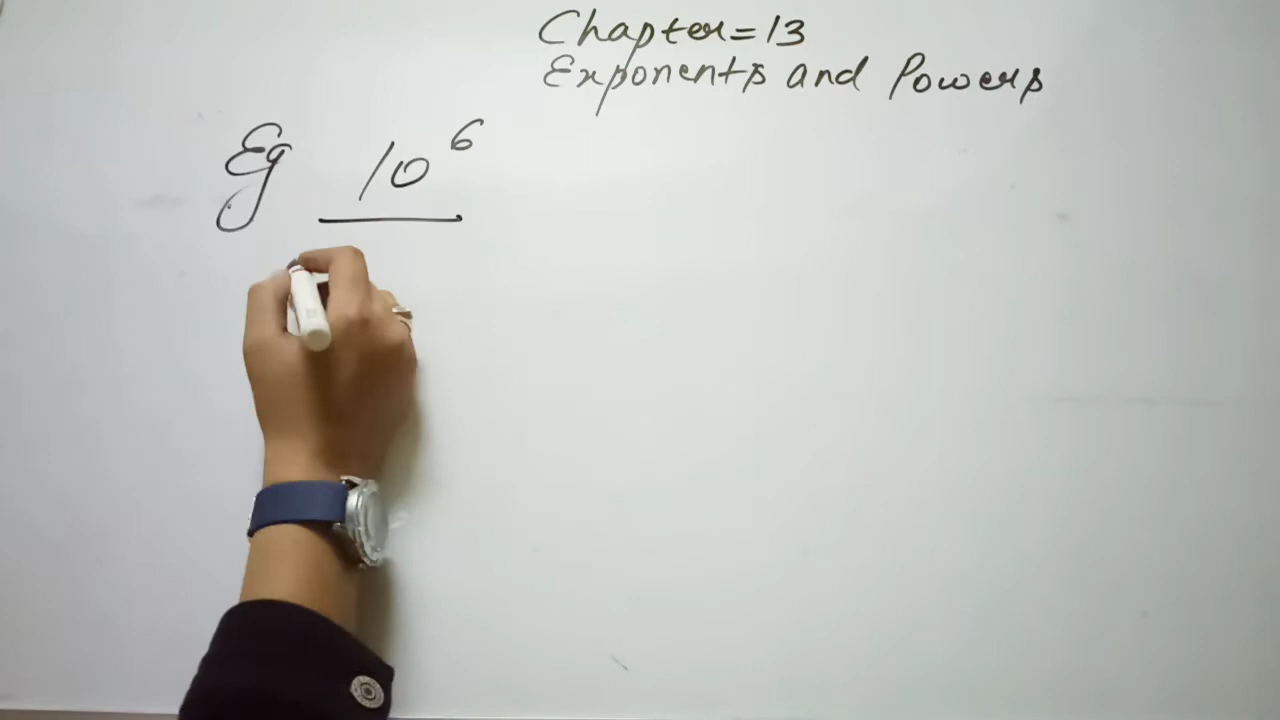 Chapter=13
Exponents and Powers
Eg 10⁶